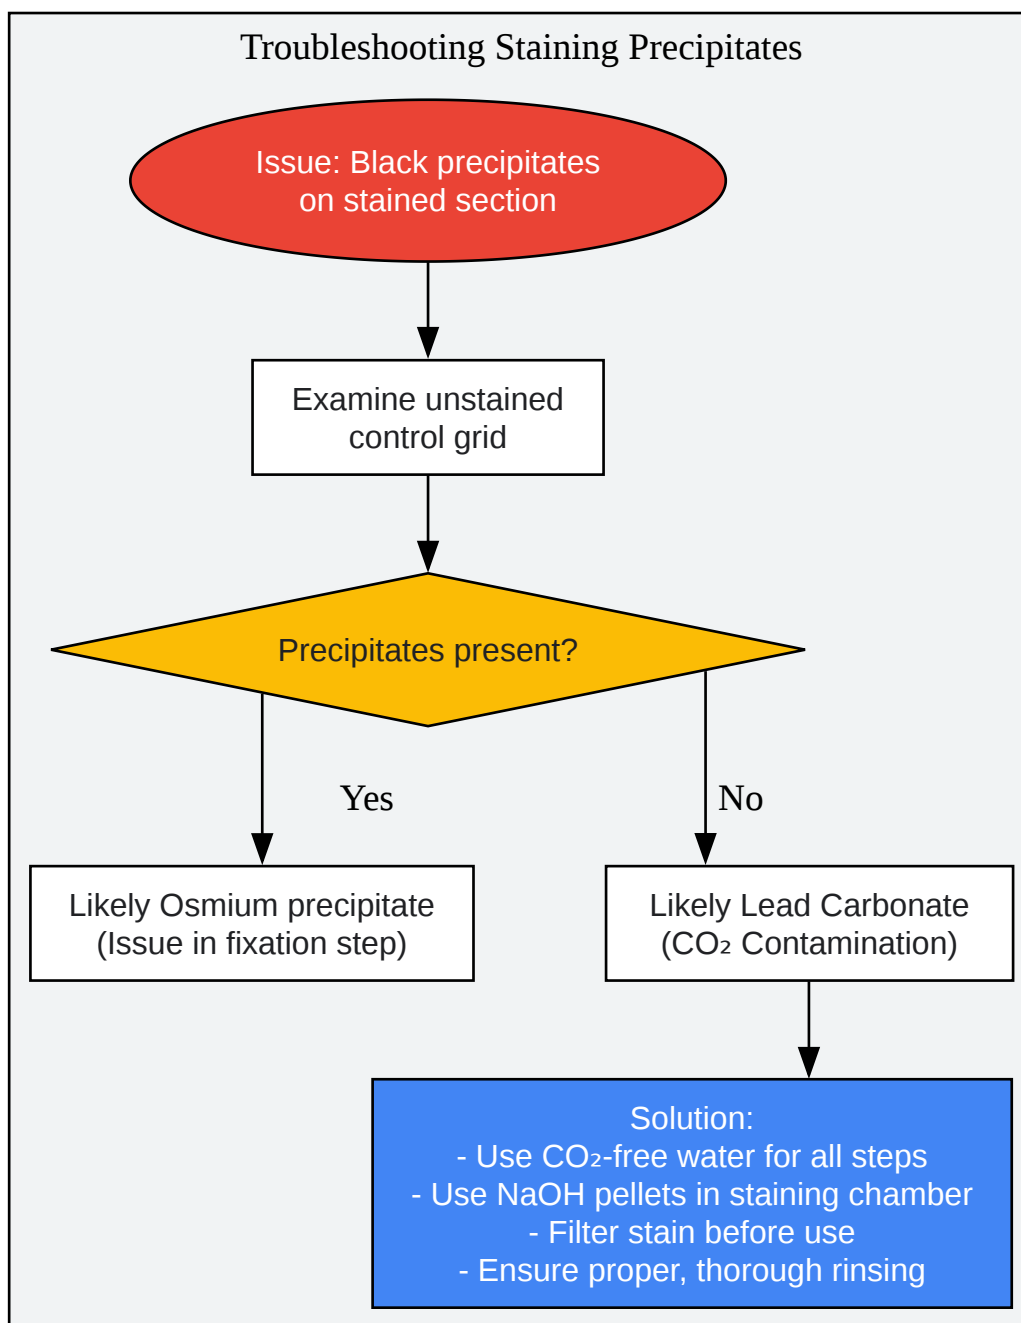 Troubleshooting Staining Precipitates
Issue: Black precipitates
on stained section
Examine unstained
control grid
Precipitates present?
Yes
No
Likely Osmium precipitate
(Issue in fixation step)
Likely Lead Carbonate
(CO₂ Contamination)
Solution:
- Use CO₂-free water for all steps
- Use NaOH pellets in staining chamber
- Filter stain before use
- Ensure proper, thorough rinsing